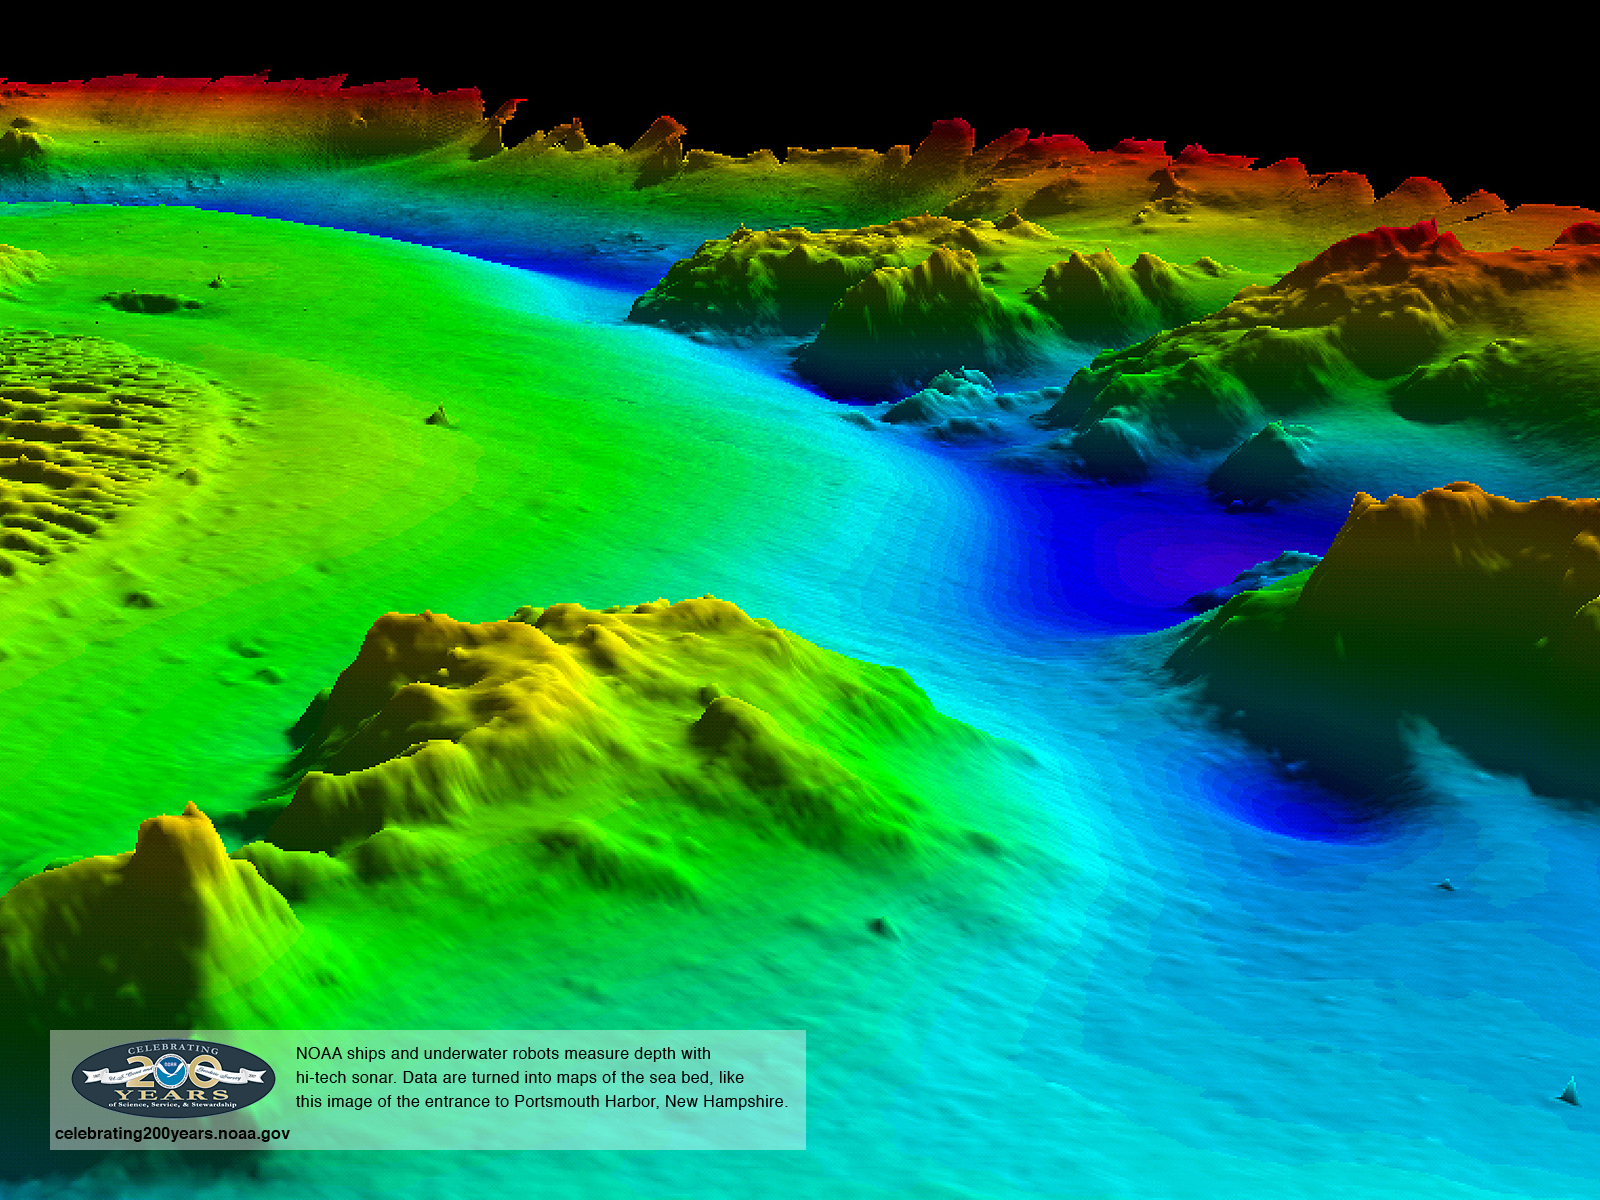 CELEBRATING
200
YEARS
of Science, Service, & Stewardship
NOAA ships and underwater robots measure depth with
hi-tech sonar. Data are turned into maps of the sea bed, like
this image of the entrance to Portsmouth Harbor, New Hampshire.
celebrating200years.noaa.gov